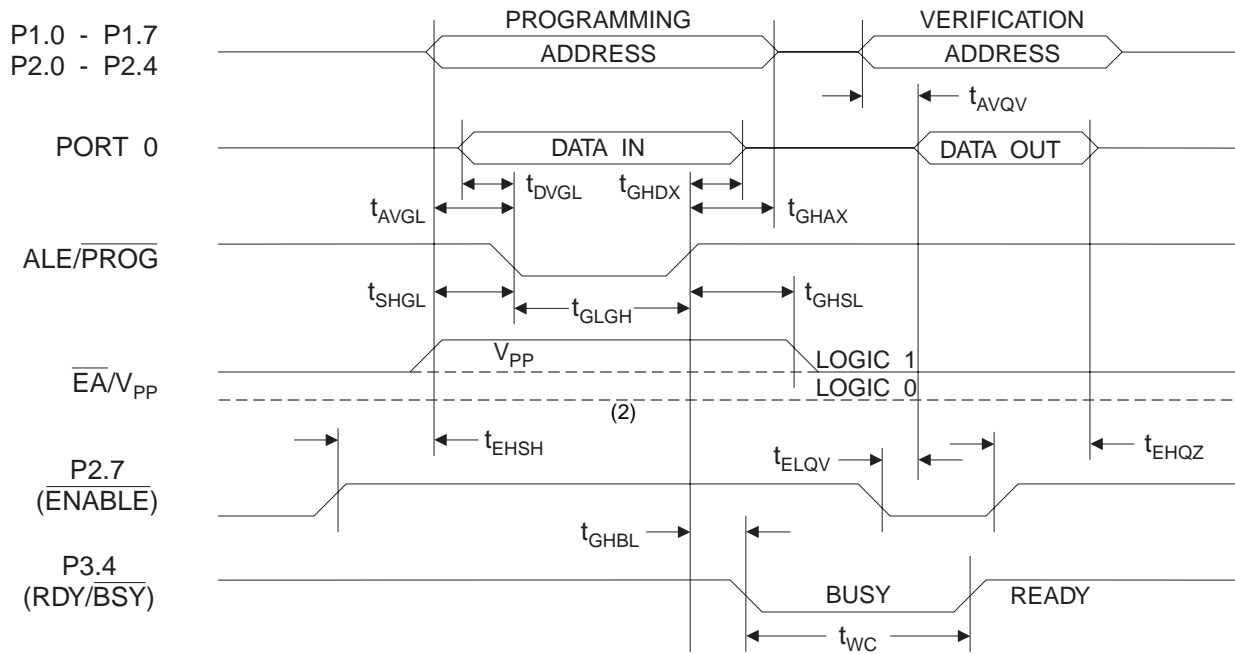 PROGRAMMING VERIFICATION
P1.0 - P1.7
P2.0 - P2.4
ADDRESS ADDRESS
tAVQV
PORT 0
DATA IN DATA OUT
tDVGL tGHDX
tAVGL tGHAX
ALE/PROG
tSHGL tGLGH tGHSL
VPP LOGIC 1
EA/VPP
LOGIC 0
(2)
tEHSH tELQV tEHQZ
P2.7
(ENABLE)
tGHBL
P3.4
(RDY/BSY)
BUSY READY
tWC